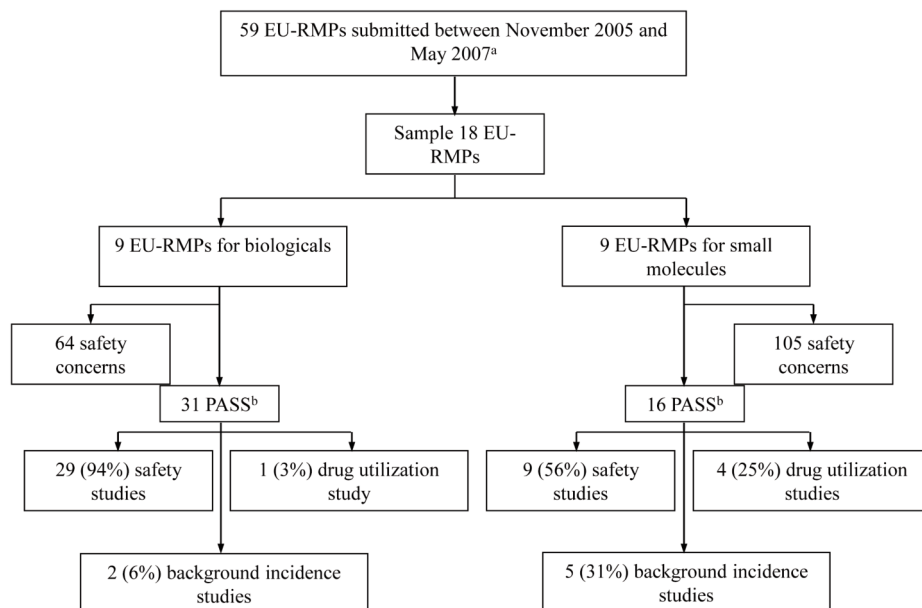 59 EU-RMPs submitted between November 2005 and
May 2007ᵃ
Sample 18 EU-
RMPs
9 EU-RMPs for biologicals
9 EU-RMPs for small
molecules
64 safety
concerns
105 safety
concerns
31 PASSᵇ
16 PASSᵇ
29 (94%) safety
studies
1 (3%) drug utilization
study
9 (56%) safety
studies
4 (25%) drug utilization
studies
2 (6%) background incidence
studies
5 (31%) background incidence
studies